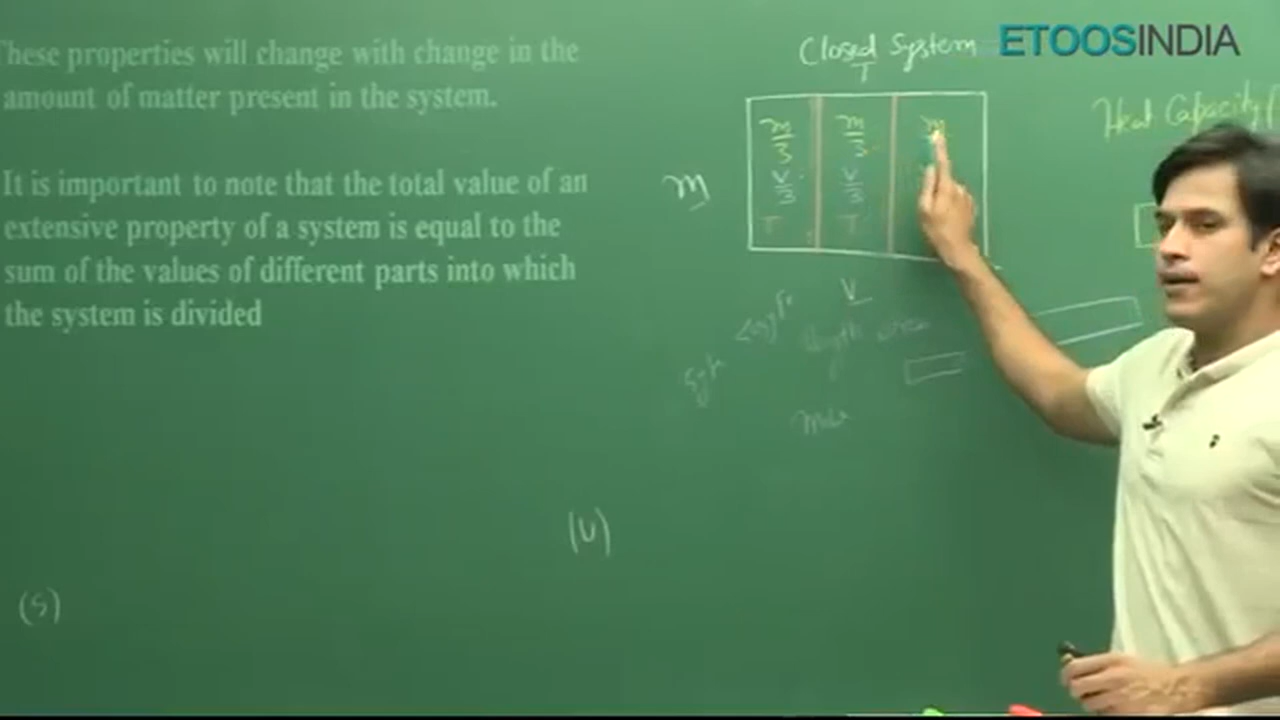 These properties will change with change in the
amount of matter present in the system.
It is important to note that the total value of an
extensive property of a system is equal to the
sum of the values of different parts into which
the system is divided
ETOOSINDIA
Closed System
T
Heat Capacity
m
m/3 m/3 m
V/3 V/3
T T
V
(U)
(S)